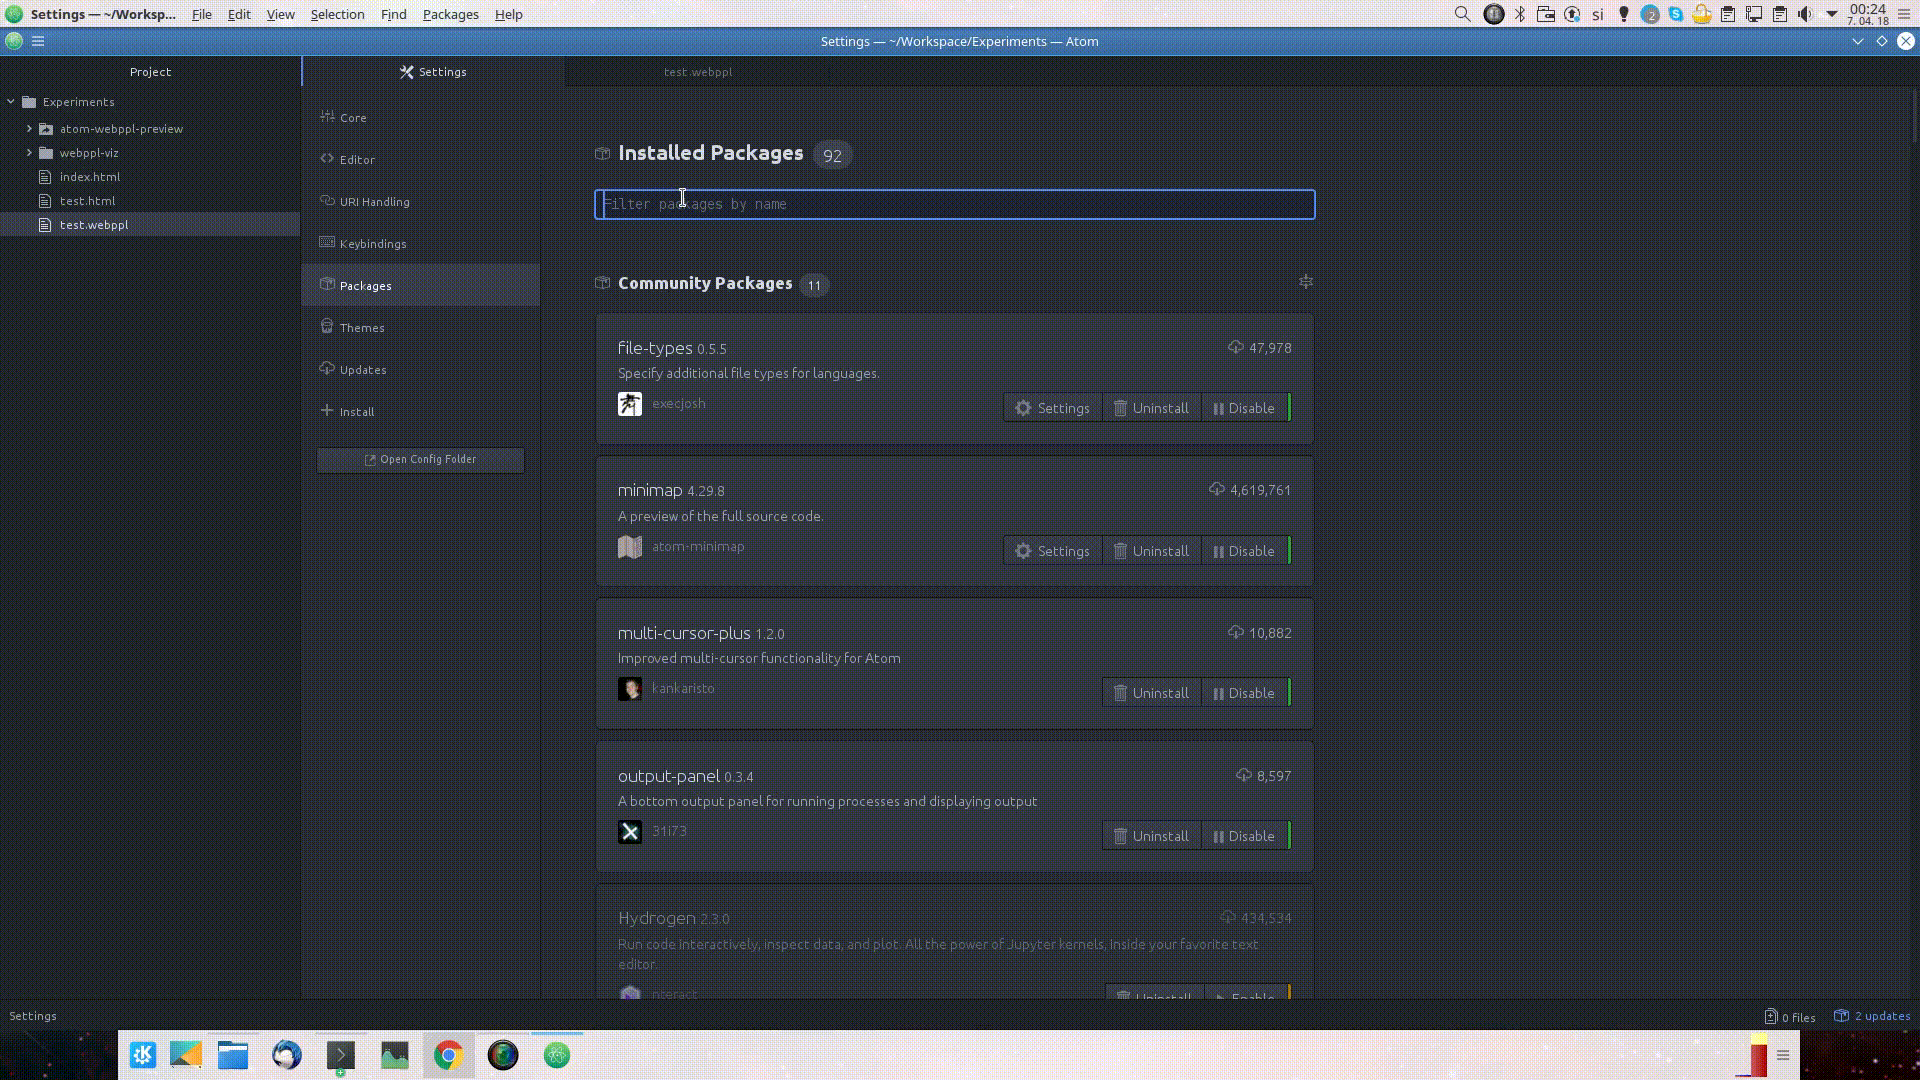 Settings — ~/Worksp... File Edit View Selection Find Packages Help
si 2 00:24
7. 04. 18
Settings — ~/Workspace/Experiments — Atom
Project
Settings
test.webppl
Experiments
atom-webppl-preview
webppl-viz
index.html
test.html
test.webppl
Core
Editor
URI Handling
Keybindings
Packages
Themes
Updates
Install
Open Config Folder
Installed Packages 92
Filter packages by name
Community Packages 11
file-types 0.5.5
47,978
Specify additional file types for languages.
execjosh
Settings Uninstall Disable
minimap 4.29.8
4,619,761
A preview of the full source code.
atom-minimap
Settings Uninstall Disable
multi-cursor-plus 1.2.0
10,882
Improved multi-cursor functionality for Atom
kankaristo
Uninstall Disable
output-panel 0.3.4
8,597
A bottom output panel for running processes and displaying output
31i73
Uninstall Disable
Hydrogen 2.3.0
434,534
Run code interactively, inspect data, and plot. All the power of Jupyter kernels, inside your favorite text
editor.
nteract
Uninstall Enable
Settings
0 files
2 updates